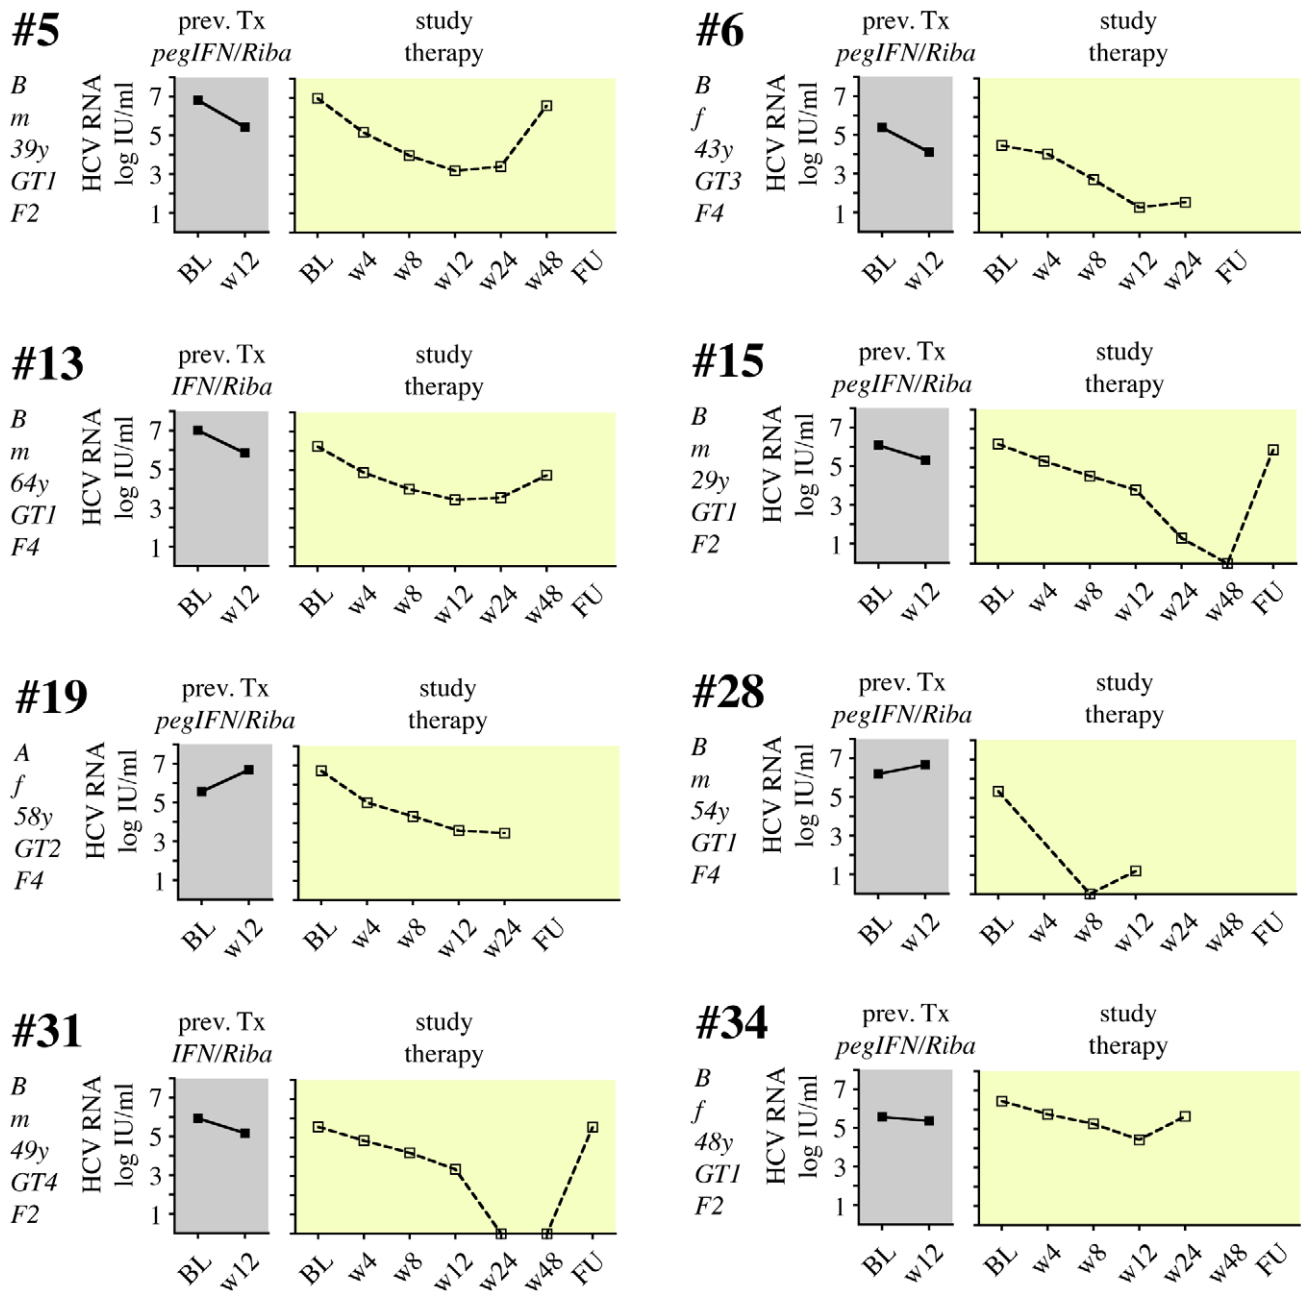 #5
prev. Tx
pegIFN/Riba
study
therapy
B
m
39y
GT1
F2
HCV RNA
log IU/ml
7
5
3
1
BL
w12
BL
w4
w8
w12
w24
w48
FU
#6
prev. Tx
pegIFN/Riba
study
therapy
B
f
43y
GT3
F4
HCV RNA
log IU/ml
7
5
3
1
BL
w12
BL
w4
w8
w12
w24
FU
#13
prev. Tx
IFN/Riba
study
therapy
B
m
64y
GT1
F4
HCV RNA
log IU/ml
7
5
3
1
BL
w12
BL
w4
w8
w12
w24
w48
FU
#15
prev. Tx
pegIFN/Riba
study
therapy
B
m
29y
GT1
F2
HCV RNA
log IU/ml
7
5
3
1
BL
w12
BL
w4
w8
w12
w24
w48
FU
#19
prev. Tx
pegIFN/Riba
study
therapy
A
f
58y
GT2
F4
HCV RNA
log IU/ml
7
5
3
1
BL
w12
BL
w4
w8
w12
w24
FU
#28
prev. Tx
pegIFN/Riba
study
therapy
B
m
54y
GT1
F4
HCV RNA
log IU/ml
7
5
3
1
BL
w12
BL
w4
w8
w12
w24
w48
FU
#31
prev. Tx
IFN/Riba
study
therapy
B
m
49y
GT4
F2
HCV RNA
log IU/ml
7
5
3
1
BL
w12
BL
w4
w8
w12
w24
w48
FU
#34
prev. Tx
pegIFN/Riba
study
therapy
B
f
48y
GT1
F2
HCV RNA
log IU/ml
7
5
3
1
BL
w12
BL
w4
w8
w12
w24
w48
FU